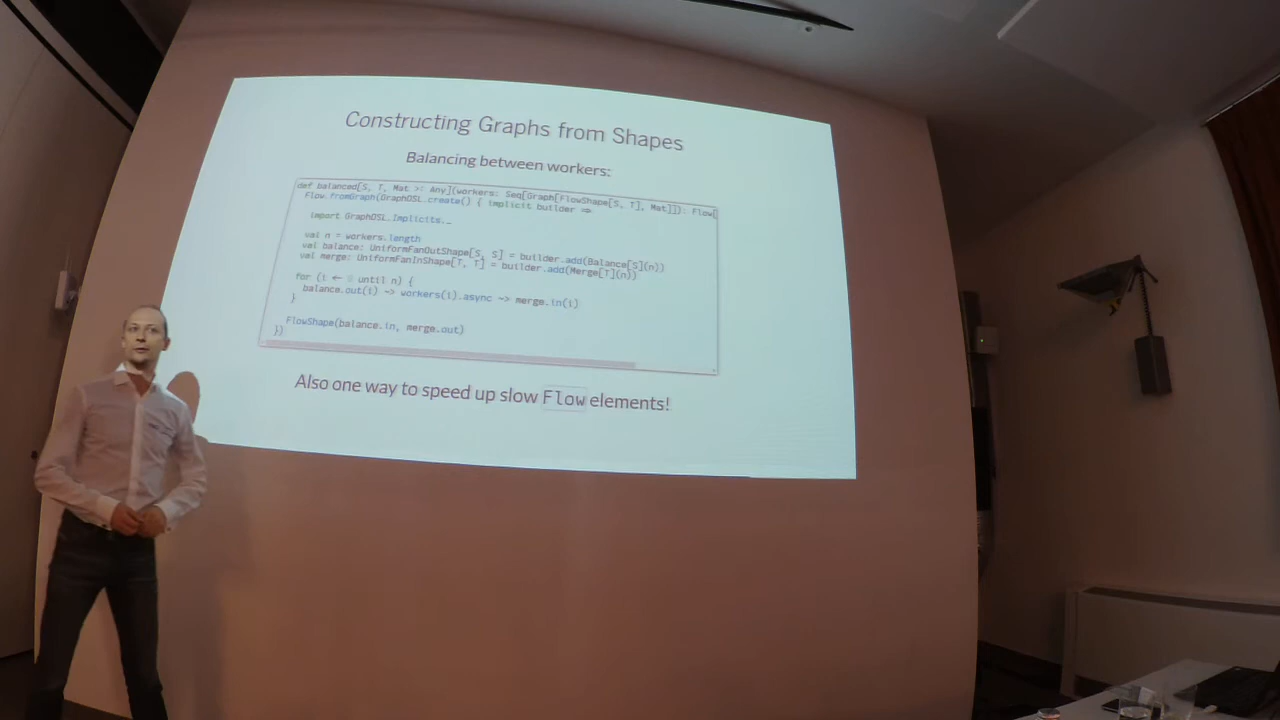 Constructing Graphs from Shapes
Balancing between workers:
def balanced[S, T, Mat >: Any](workers: Seq[Graph[FlowShape[S, T], Mat]]): Flow[
Flow.fromGraph(GraphDSL.create() { implicit builder =>
import GraphDSL.Implicits._
val n = workers.length
val balance: UniformFanOutShape[S, S] = builder.add(Balance[S](n))
val merge: UniformFanInShape[T, T] = builder.add(Merge[T](n))
for (i ← 0 until n) {
balance.out(i) ~> workers(i).async ~> merge.in(i)
}
FlowShape(balance.in, merge.out)
})
Also one way to speed up slow Flow elements!